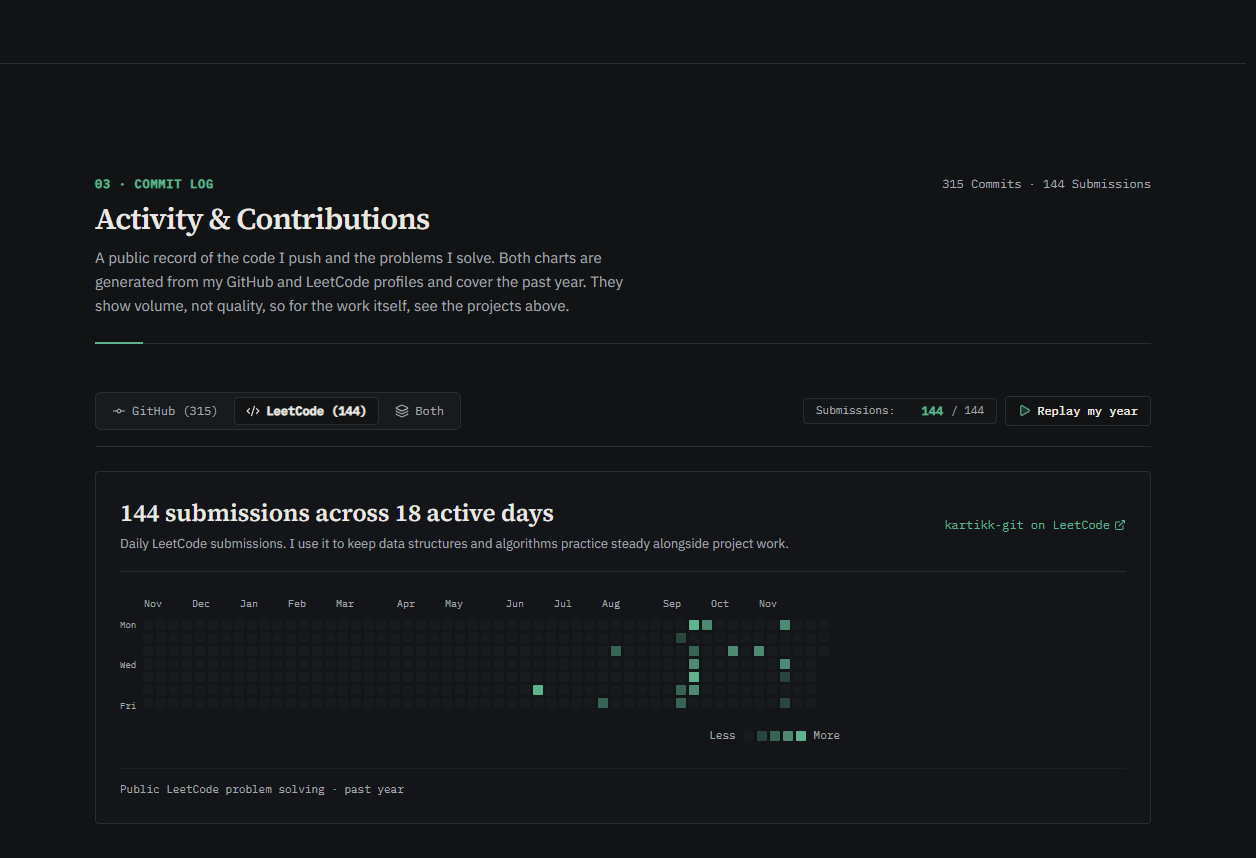 03 · COMMIT LOG
315 Commits · 144 Submissions
Activity & Contributions
A public record of the code I push and the problems I solve. Both charts are
generated from my GitHub and LeetCode profiles and cover the past year. They
show volume, not quality, so for the work itself, see the projects above.
GitHub (315) </> LeetCode (144) Both
Submissions: 144 / 144 Replay my year
144 submissions across 18 active days
kartikk-git on LeetCode
Daily LeetCode submissions. I use it to keep data structures and algorithms practice steady alongside project work.
Nov Dec Jan Feb Mar Apr May Jun Jul Aug Sep Oct Nov
Mon
Wed
Fri
Less More
Public LeetCode problem solving · past year